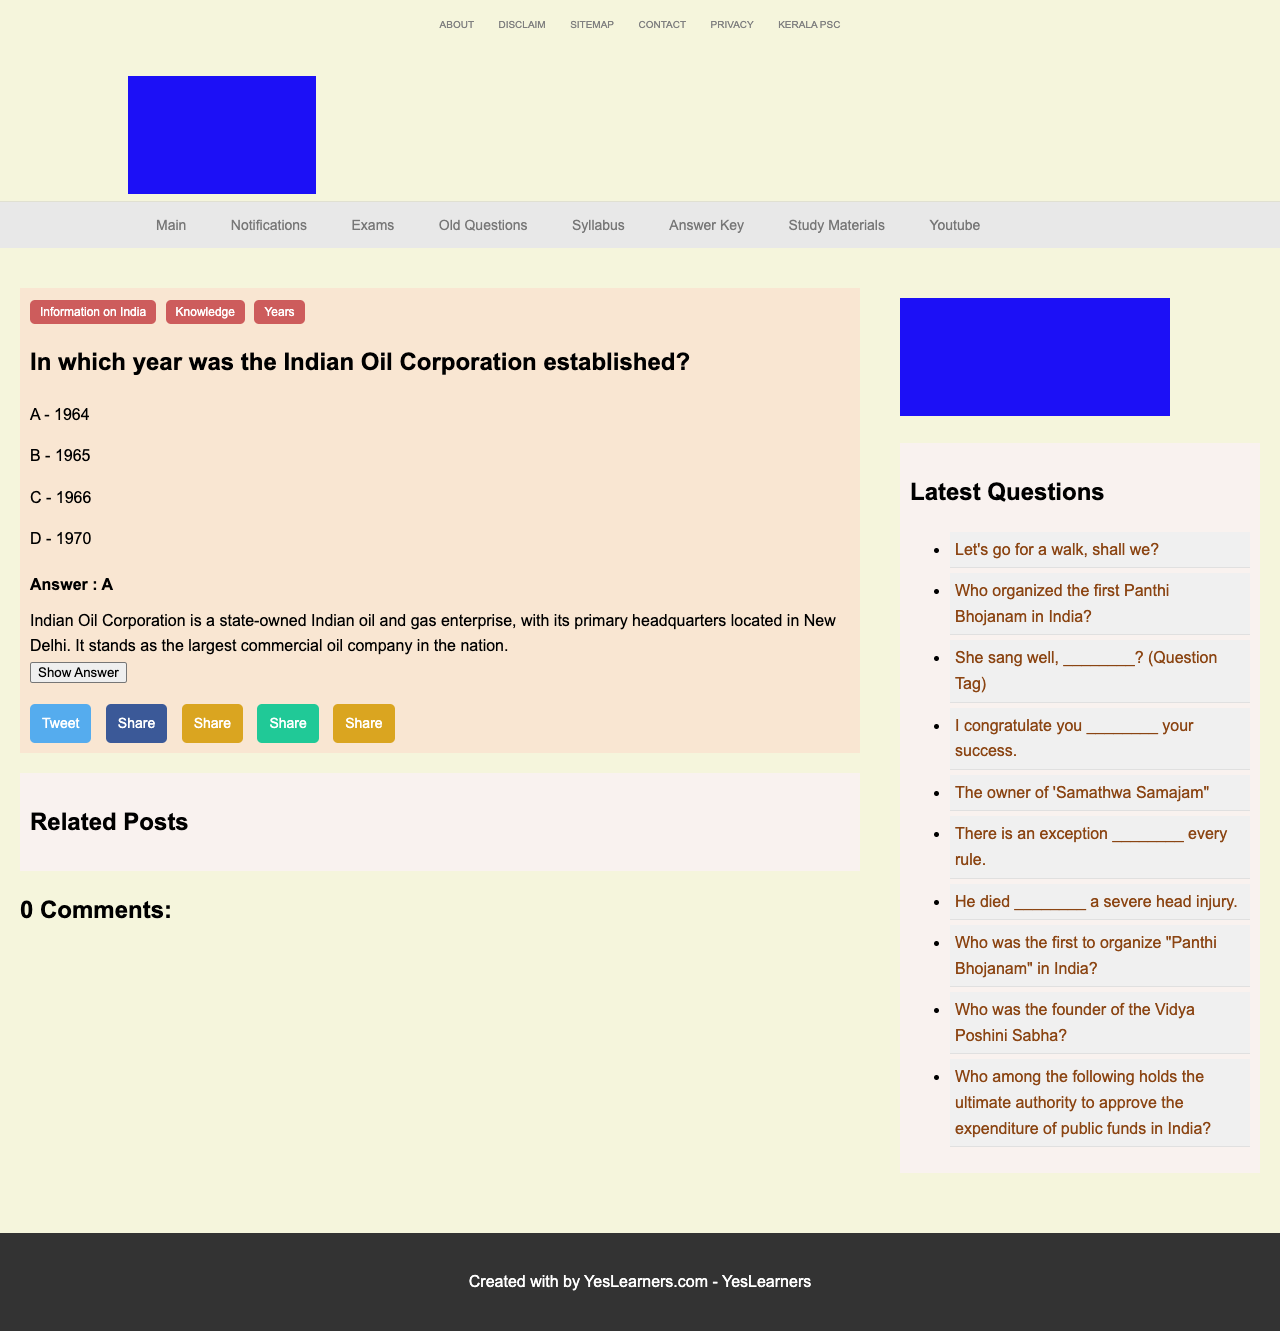 ABOUT DISCLAIM SITEMAP CONTACT PRIVACY KERALA PSC
Main Notifications Exams Old Questions Syllabus Answer Key Study Materials Youtube
Information on India Knowledge Years
In which year was the Indian Oil Corporation established?
A - 1964
B - 1965
C - 1966
D - 1970
Answer : A
Indian Oil Corporation is a state-owned Indian oil and gas enterprise, with its primary headquarters located in New
Delhi. It stands as the largest commercial oil company in the nation.
Show Answer
Tweet Share Share Share Share
Related Posts
0 Comments:
Latest Questions
Let's go for a walk, shall we?
Who organized the first Panthi
Bhojanam in India?
She sang well, ________? (Question
Tag)
I congratulate you ________ your
success.
The owner of 'Samathwa Samajam"
There is an exception ________ every
rule.
He died ________ a severe head injury.
Who was the first to organize "Panthi
Bhojanam" in India?
Who was the founder of the Vidya
Poshini Sabha?
Who among the following holds the
ultimate authority to approve the
expenditure of public funds in India?
Created with by YesLearners.com - YesLearners